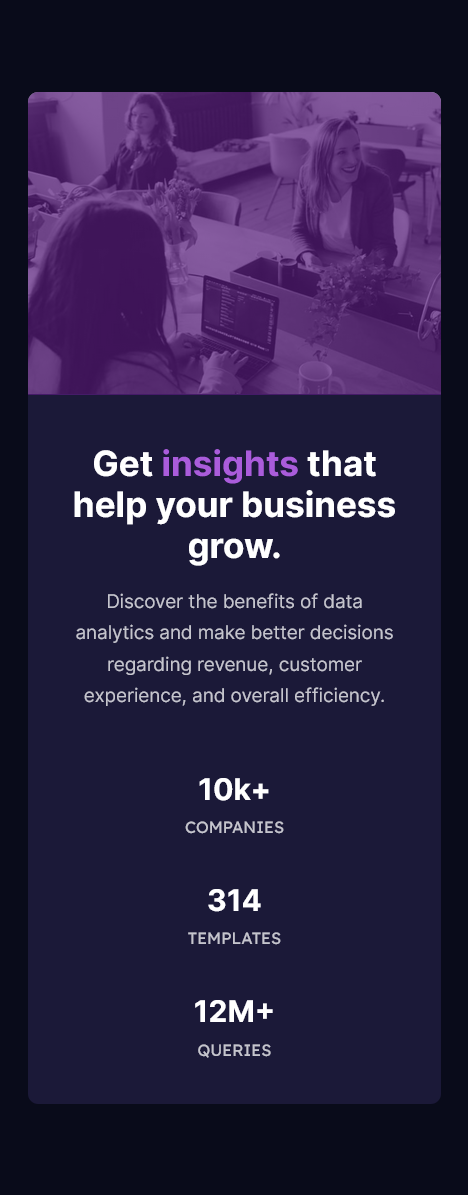 Get insights that
help your business
grow.
Discover the benefits of data
analytics and make better decisions
regarding revenue, customer
experience, and overall efficiency.
10k+
COMPANIES
314
TEMPLATES
12M+
QUERIES